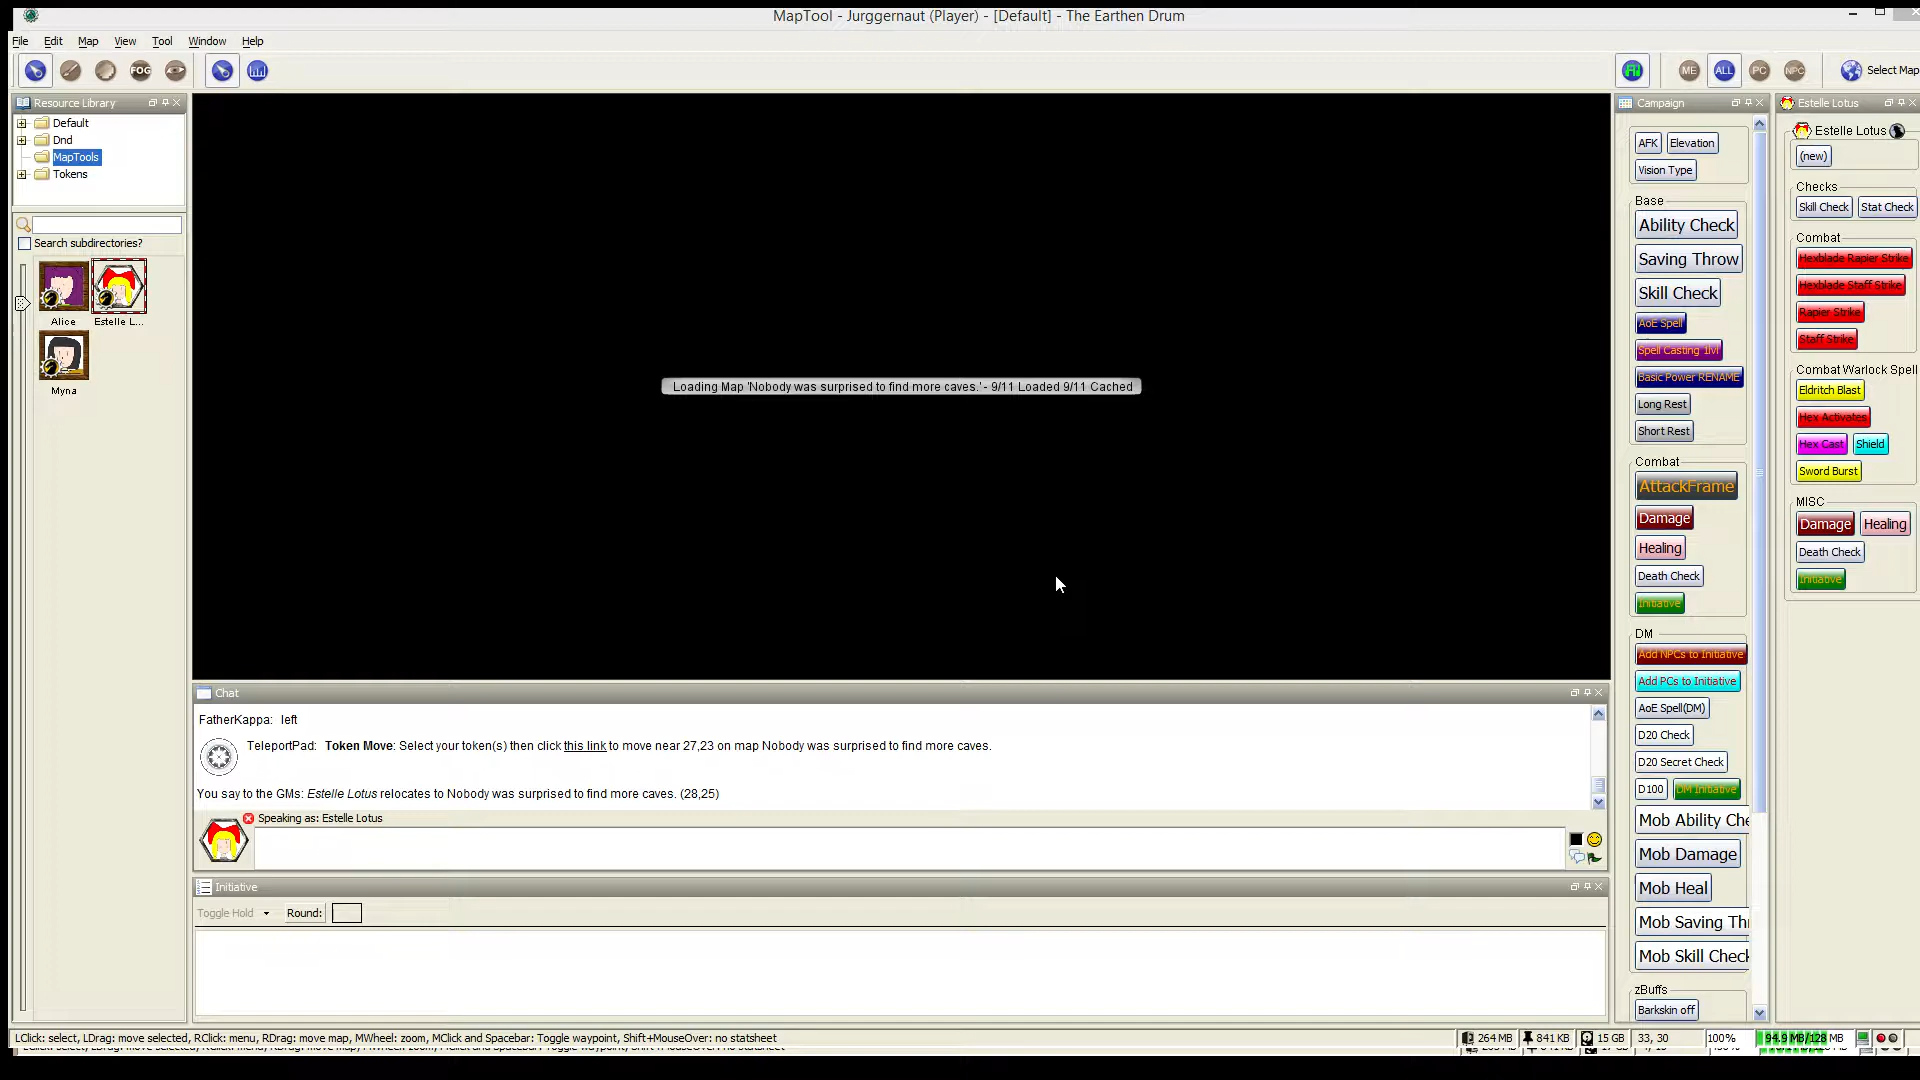 MapTool - Jurggernaut (Player) - [Default] - The Earthen Drum
File Edit Map View Tool Window Help
FOG
ME ALL PC NPC Select Map
Resource Library
Default
Dnd
MapTools
Tokens
Search subdirectories?
Alice
Estelle L...
Myna
Loading Map 'Nobody was surprised to find more caves.' - 9/11 Loaded 9/11 Cached
Chat
FatherKappa: left
TeleportPad: Token Move: Select your token(s) then click this link to move near 27,23 on map Nobody was surprised to find more caves.
You say to the GMs: Estelle Lotus relocates to Nobody was surprised to find more caves. (28,25)
Speaking as: Estelle Lotus
Initiative
Toggle Hold Round:
Campaign
AFK Elevation
Vision Type
Base
Ability Check
Saving Throw
Skill Check
AoE Spell
Spell Casting 1lvl
Basic Power RENAME
Long Rest
Short Rest
Combat
AttackFrame
Damage
Healing
Death Check
Initiative
DM
Add NPCs to Initiative
Add PCs to Initiative
AoE Spell(DM)
D20 Check
D20 Secret Check
D100 DM Initiative
Mob Ability Che
Mob Damage
Mob Heal
Mob Saving Thr
Mob Skill Check
zBuffs
Barkskin off
Estelle Lotus
Estelle Lotus
(new)
Checks
Skill Check Stat Check
Combat
Hexblade Rapier Strike
Hexblade Staff Strike
Rapier Strike
Staff Strike
Combat Warlock Spell
Eldritch Blast
Hex Activates
Hex Cast Shield
Sword Burst
MISC
Damage Healing
Death Check
Initiative
LClick: select, LDrag: move selected, RClick: menu, RDrag: move map, MWheel: zoom, MClick and Spacebar: Toggle waypoint, Shift+MouseOver: no statsheet
264 MB 841 KB 15 GB 33, 30 100% 94.9 MB/128 MB